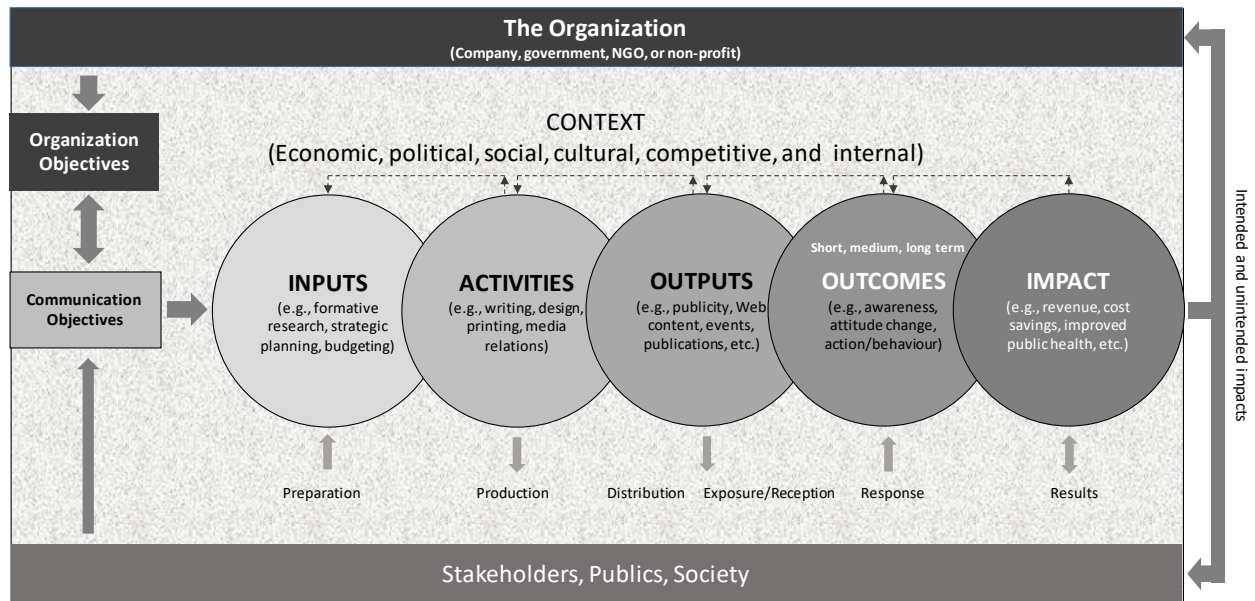 The Organization
(Company, government, NGO, or non-profit)
Organization
Objectives
CONTEXT
(Economic, political, social, cultural, competitive, and internal)
Communication
Objectives
INPUTS
(e.g., formative
research, strategic
planning, budgeting)
ACTIVITIES
(e.g., writing, design,
printing, media
relations)
OUTPUTS
(e.g., publicity, Web
content, events,
publications, etc.)
Short, medium, long term
OUTCOMES
(e.g., awareness,
attitude change,
action/behaviour)
IMPACT
(e.g., revenue, cost
savings, improved
public health, etc.)
Intended and unintended impacts
Preparation
Production
Distribution
Exposure/Reception
Response
Results
Stakeholders, Publics, Society